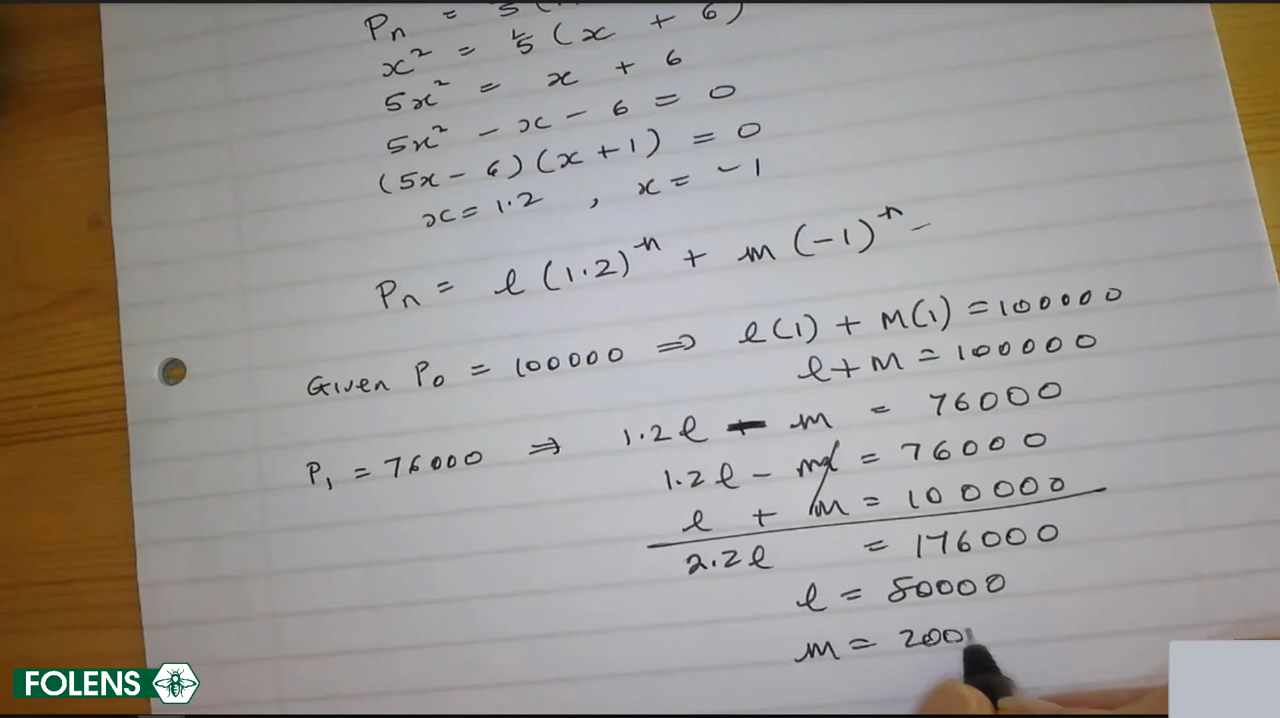 Pn = 5
x² = 1/5 (x + 6)
5x² = x + 6
5x² - x - 6 = 0
(5x - 6)(x + 1) = 0
x = 1.2 , x = -1
Pn = l(1.2)ⁿ + m(-1)ⁿ -
Given P₀ = 100000 ⇒ l(1) + M(1) = 100000
l + M = 100000
P₁ = 76000 ⇒ 1.2l - m = 76000
1.2l - m = 76000
l + m = 100000
2.2l = 176000
l = 80000
m = 200
FOLENS